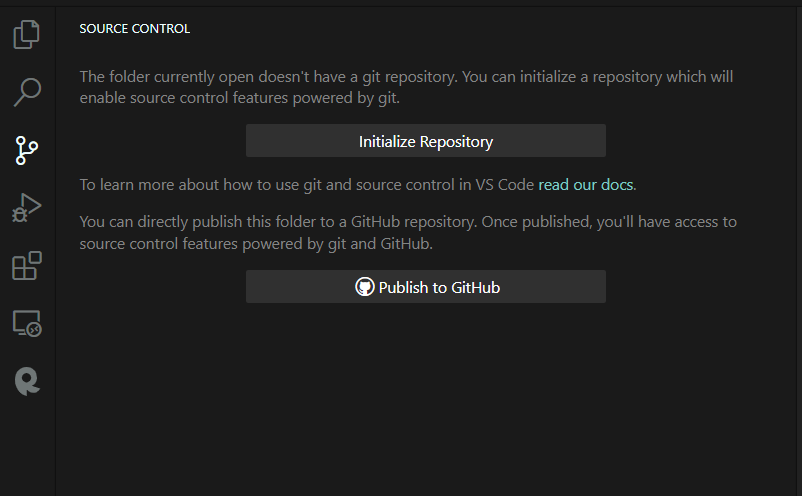 SOURCE CONTROL
The folder currently open doesn't have a git repository. You can initialize a repository which will
enable source control features powered by git.
Initialize Repository
To learn more about how to use git and source control in VS Code read our docs.
You can directly publish this folder to a GitHub repository. Once published, you'll have access to
source control features powered by git and GitHub.
Publish to GitHub